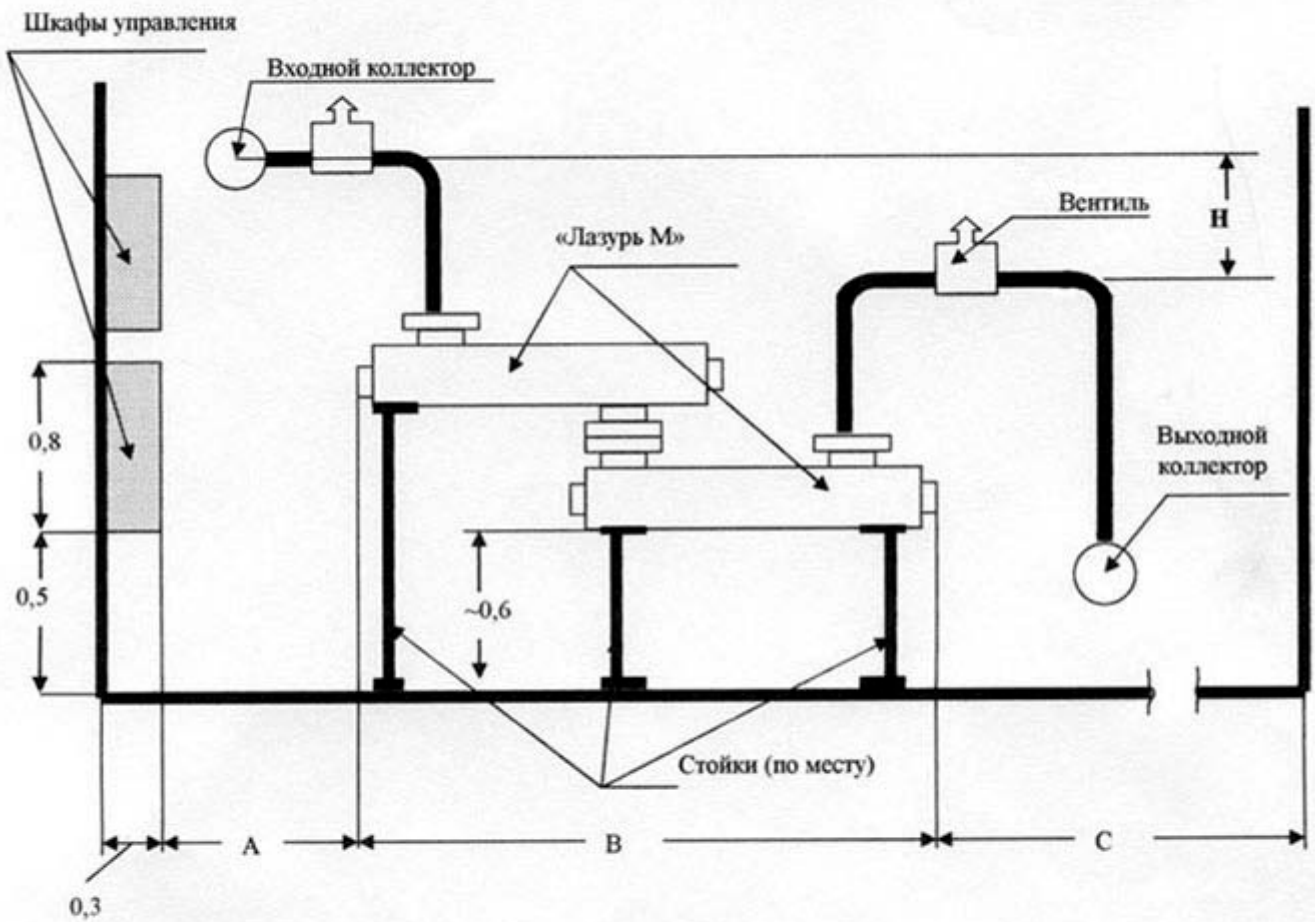 Шкафы управления
Входной коллектор
Вентиль
H
«Лазурь М»
Выходной
коллектор
0,8
0,5
~0,6
Стойки (по месту)
A
B
C
0,3